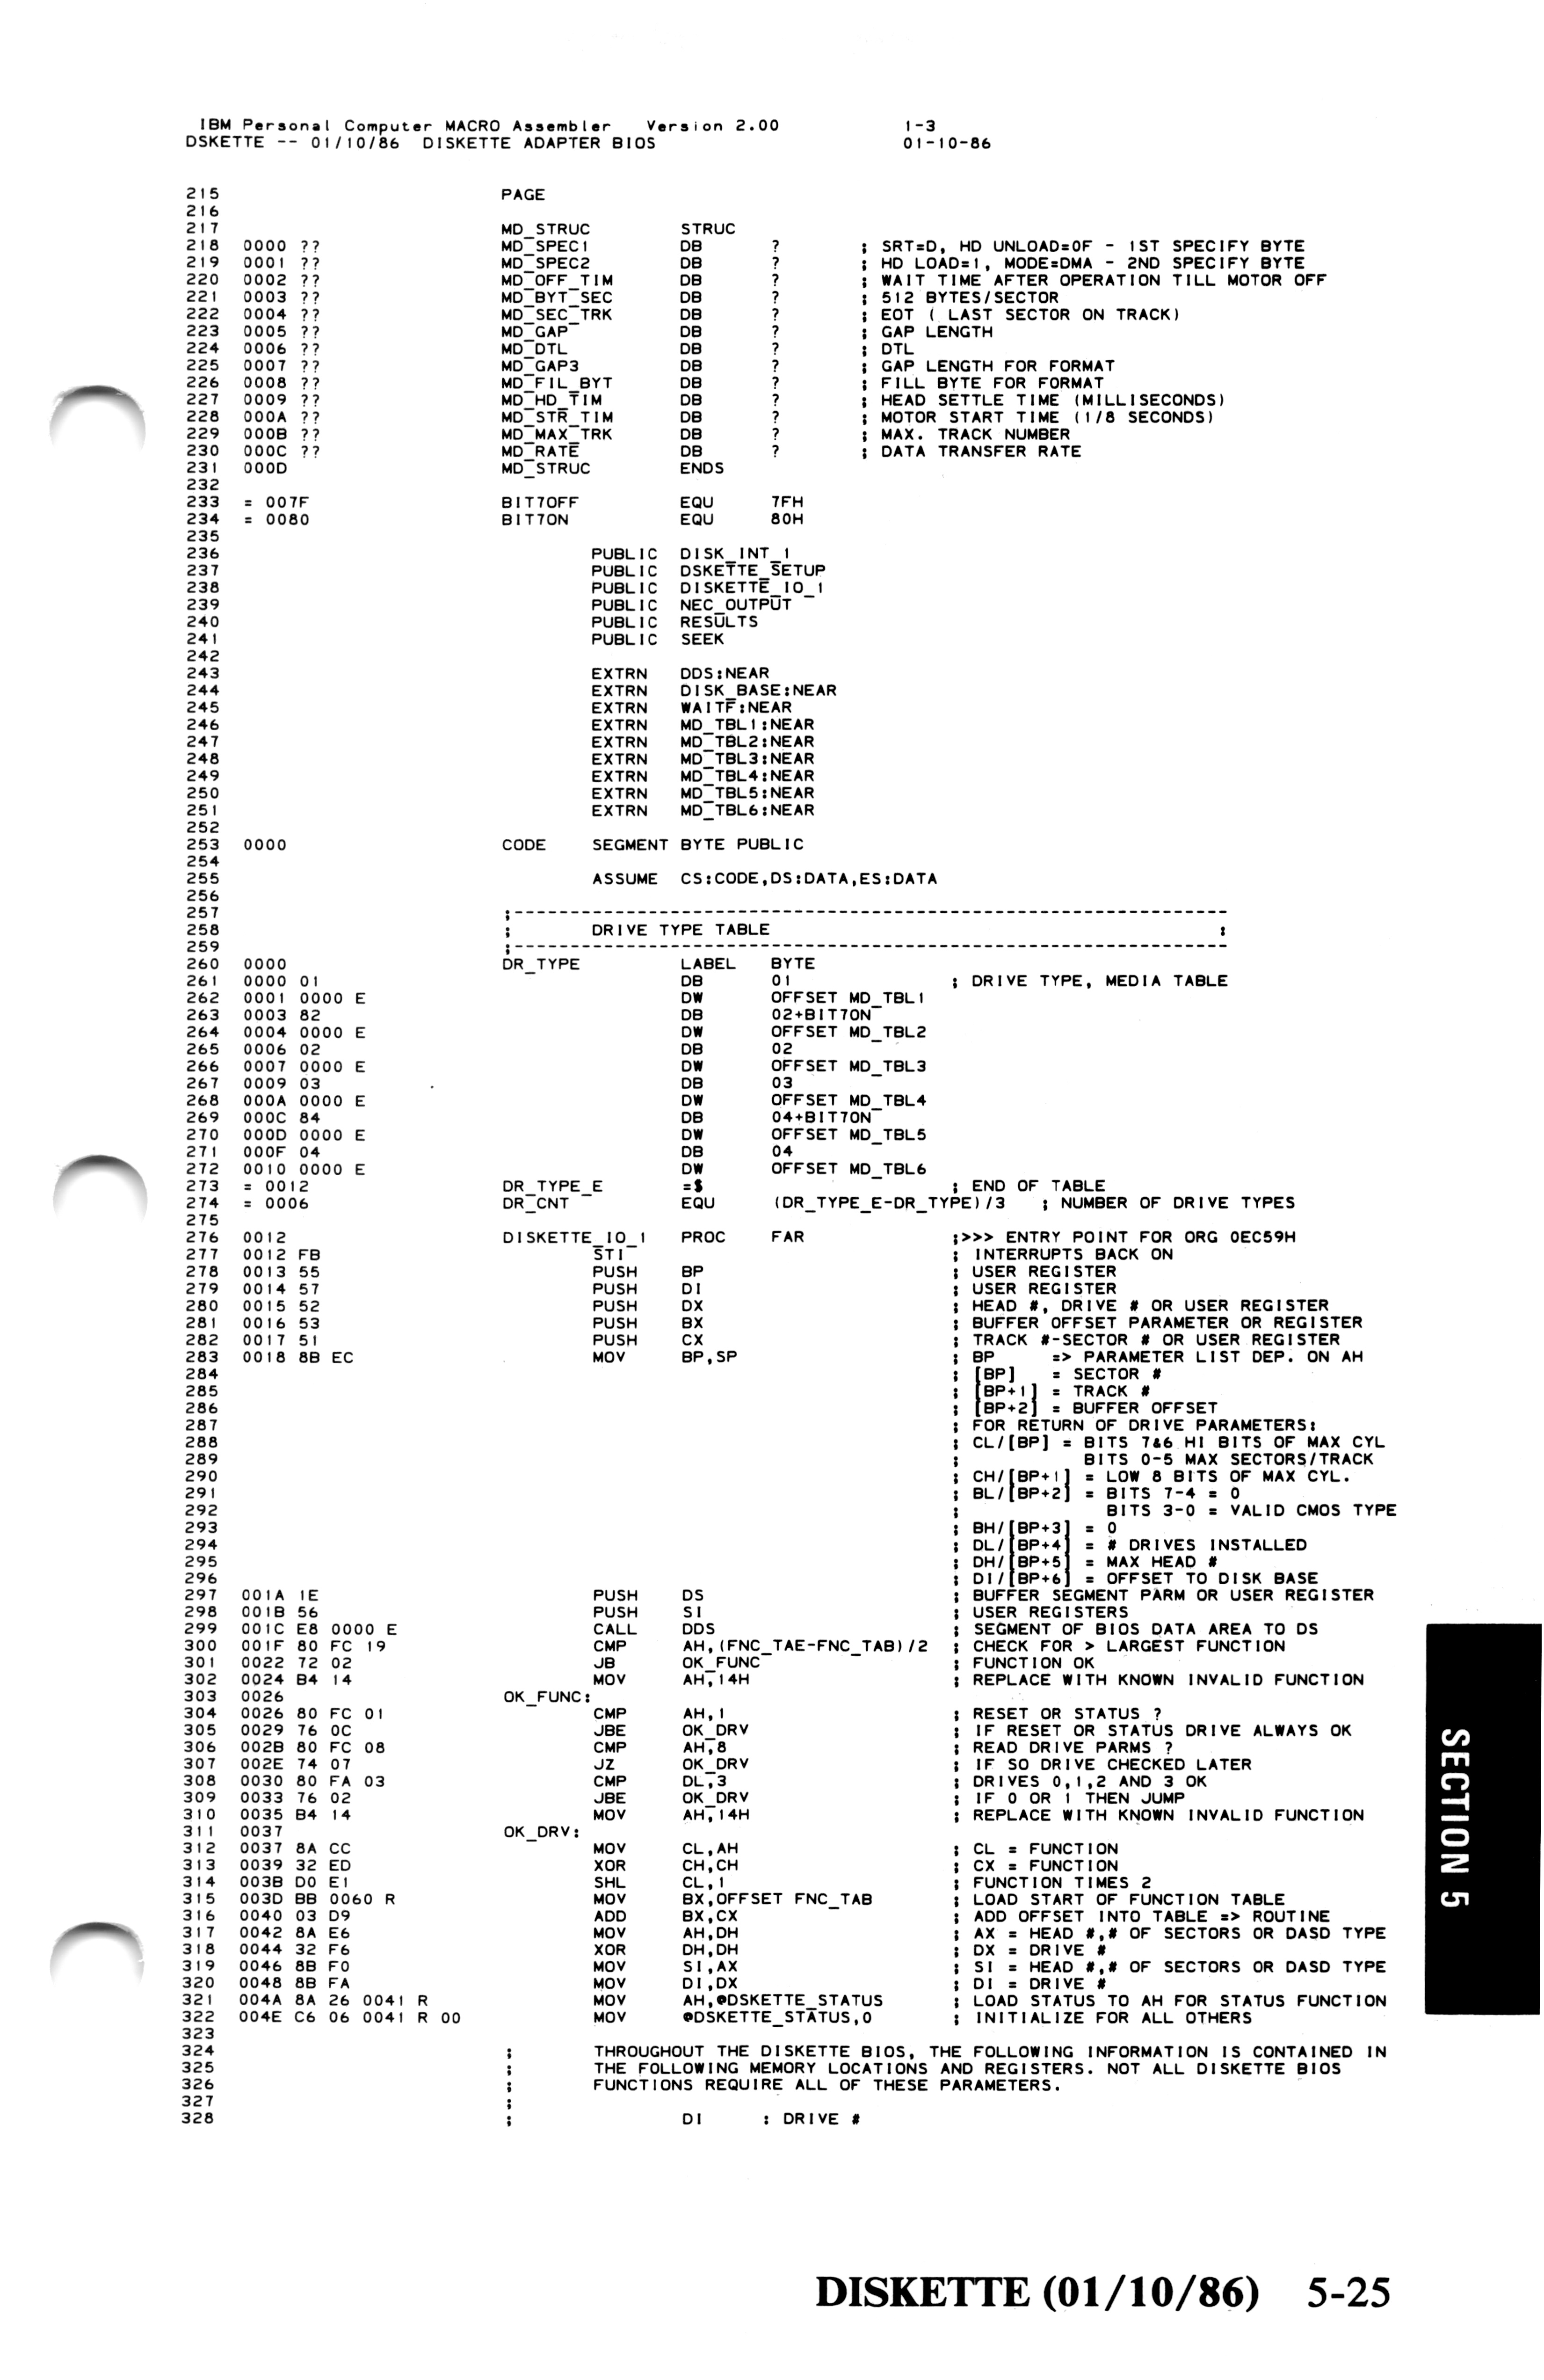 IBM Personal Computer MACRO Assembler   Version 2.00          1-3
DSKETTE -- 01/10/86  DISKETTE ADAPTER BIOS                    01-10-86
215                          PAGE
216
217                          MD_STRUC        STRUC
218  0000 ??                 MD_SPEC1        DB      ?       ; SRT=D, HD UNLOAD=0F - 1ST SPECIFY BYTE
219  0001 ??                 MD_SPEC2        DB      ?       ; HD LOAD=1, MODE=DMA - 2ND SPECIFY BYTE
220  0002 ??                 MD_OFF_TIM      DB      ?       ; WAIT TIME AFTER OPERATION TILL MOTOR OFF
221  0003 ??                 MD_BYT_SEC      DB      ?       ; 512 BYTES/SECTOR
222  0004 ??                 MD_SEC_TRK      DB      ?       ; EOT ( LAST SECTOR ON TRACK)
223  0005 ??                 MD_GAP          DB      ?       ; GAP LENGTH
224  0006 ??                 MD_DTL          DB      ?       ; DTL
225  0007 ??                 MD_GAP3         DB      ?       ; GAP LENGTH FOR FORMAT
226  0008 ??                 MD_FIL_BYT      DB      ?       ; FILL BYTE FOR FORMAT
227  0009 ??                 MD_HD_TIM       DB      ?       ; HEAD SETTLE TIME (MILLISECONDS)
228  000A ??                 MD_STR_TIM      DB      ?       ; MOTOR START TIME (1/8 SECONDS)
229  000B ??                 MD_MAX_TRK      DB      ?       ; MAX. TRACK NUMBER
230  000C ??                 MD_RATE         DB      ?       ; DATA TRANSFER RATE
231  000D                    MD_STRUC        ENDS
232
233  = 007F                  BIT7OFF         EQU     7FH
234  = 0080                  BIT7ON          EQU     80H
235
236                                  PUBLIC  DISK_INT_1
237                                  PUBLIC  DSKETTE_SETUP
238                                  PUBLIC  DISKETTE_IO_1
239                                  PUBLIC  NEC_OUTPUT
240                                  PUBLIC  RESULTS
241                                  PUBLIC  SEEK
242
243                                  EXTRN   DDS:NEAR
244                                  EXTRN   DISK_BASE:NEAR
245                                  EXTRN   WAITF:NEAR
246                                  EXTRN   MD_TBL1:NEAR
247                                  EXTRN   MD_TBL2:NEAR
248                                  EXTRN   MD_TBL3:NEAR
249                                  EXTRN   MD_TBL4:NEAR
250                                  EXTRN   MD_TBL5:NEAR
251                                  EXTRN   MD_TBL6:NEAR
252
253  0000                    CODE    SEGMENT BYTE PUBLIC
254
255                                  ASSUME  CS:CODE,DS:DATA,ES:DATA
256
257                          ;----------------------------------------------------------------
258                          ;       DRIVE TYPE TABLE                                        :
259                          ;----------------------------------------------------------------
260  0000                    DR_TYPE         LABEL   BYTE
261  0000 01                                 DB      01              ; DRIVE TYPE, MEDIA TABLE
262  0001 0000 E                             DW      OFFSET MD_TBL1
263  0003 82                                 DB      02+BIT7ON
264  0004 0000 E                             DW      OFFSET MD_TBL2
265  0006 02                                 DB      02
266  0007 0000 E                             DW      OFFSET MD_TBL3
267  0009 03                                 DB      03
268  000A 0000 E                             DW      OFFSET MD_TBL4
269  000C 84                                 DB      04+BIT7ON
270  000D 0000 E                             DW      OFFSET MD_TBL5
271  000F 04                                 DB      04
272  0010 0000 E                             DW      OFFSET MD_TBL6
273  = 0012                  DR_TYPE_E       =$                      ; END OF TABLE
274  = 0006                  DR_CNT          EQU     (DR_TYPE_E-DR_TYPE)/3   ; NUMBER OF DRIVE TYPES
275
276  0012                    DISKETTE_IO_1   PROC    FAR             ;>>> ENTRY POINT FOR ORG 0EC59H
277  0012 FB                         STI                             ; INTERRUPTS BACK ON
278  0013 55                         PUSH    BP                      ; USER REGISTER
279  0014 57                         PUSH    DI                      ; USER REGISTER
280  0015 52                         PUSH    DX                      ; HEAD #, DRIVE # OR USER REGISTER
281  0016 53                         PUSH    BX                      ; BUFFER OFFSET PARAMETER OR REGISTER
282  0017 51                         PUSH    CX                      ; TRACK #-SECTOR # OR USER REGISTER
283  0018 8B EC                      MOV     BP,SP                   ; BP     => PARAMETER LIST DEP. ON AH
284                                                                  ; [BP]   = SECTOR #
285                                                                  ; [BP+1] = TRACK #
286                                                                  ; [BP+2] = BUFFER OFFSET
287                                                                  ; FOR RETURN OF DRIVE PARAMETERS:
288                                                                  ; CL/[BP] = BITS 7&6 HI BITS OF MAX CYL
289                                                                  ;           BITS 0-5 MAX SECTORS/TRACK
290                                                                  ; CH/[BP+1] = LOW 8 BITS OF MAX CYL.
291                                                                  ; BL/[BP+2] = BITS 7-4 = 0
292                                                                  ;             BITS 3-0 = VALID CMOS TYPE
293                                                                  ; BH/[BP+3] = 0
294                                                                  ; DL/[BP+4] = # DRIVES INSTALLED
295                                                                  ; DH/[BP+5] = MAX HEAD #
296                                                                  ; DI/[BP+6] = OFFSET TO DISK BASE
297  001A 1E                         PUSH    DS                      ; BUFFER SEGMENT PARM OR USER REGISTER
298  001B 56                         PUSH    SI                      ; USER REGISTERS
299  001C E8 0000 E                  CALL    DDS                     ; SEGMENT OF BIOS DATA AREA TO DS
300  001F 80 FC 19                   CMP     AH,(FNC_TAE-FNC_TAB)/2  ; CHECK FOR > LARGEST FUNCTION
301  0022 72 02                      JB      OK_FUNC                 ; FUNCTION OK
302  0024 B4 14                      MOV     AH,14H                  ; REPLACE WITH KNOWN INVALID FUNCTION
303  0026                    OK_FUNC:
304  0026 80 FC 01                   CMP     AH,1                    ; RESET OR STATUS ?
305  0029 76 0C                      JBE     OK_DRV                  ; IF RESET OR STATUS DRIVE ALWAYS OK
306  002B 80 FC 08                   CMP     AH,8                    ; READ DRIVE PARMS ?
307  002E 74 07                      JZ      OK_DRV                  ; IF SO DRIVE CHECKED LATER
308  0030 80 FA 03                   CMP     DL,3                    ; DRIVES 0,1,2 AND 3 OK
309  0033 76 02                      JBE     OK_DRV                  ; IF 0 OR 1 THEN JUMP
310  0035 B4 14                      MOV     AH,14H                  ; REPLACE WITH KNOWN INVALID FUNCTION
311  0037                    OK_DRV:
312  0037 8A CC                      MOV     CL,AH                   ; CL = FUNCTION
313  0039 32 ED                      XOR     CH,CH                   ; CX = FUNCTION
314  003B D0 E1                      SHL     CL,1                    ; FUNCTION TIMES 2
315  003D BB 0060 R                  MOV     BX,OFFSET FNC_TAB       ; LOAD START OF FUNCTION TABLE
316  0040 03 D9                      ADD     BX,CX                   ; ADD OFFSET INTO TABLE => ROUTINE
317  0042 8A E6                      MOV     AH,DH                   ; AX = HEAD #,# OF SECTORS OR DASD TYPE
318  0044 32 F6                      XOR     DH,DH                   ; DX = DRIVE #
319  0046 8B F0                      MOV     SI,AX                   ; SI = HEAD #,# OF SECTORS OR DASD TYPE
320  0048 8B FA                      MOV     DI,DX                   ; DI = DRIVE #
321  004A 8A 26 0041 R               MOV     AH,@DSKETTE_STATUS      ; LOAD STATUS TO AH FOR STATUS FUNCTION
322  004E C6 06 0041 R 00            MOV     @DSKETTE_STATUS,0       ; INITIALIZE FOR ALL OTHERS
323
324                          ;       THROUGHOUT THE DISKETTE BIOS, THE FOLLOWING INFORMATION IS CONTAINED IN
325                          ;       THE FOLLOWING MEMORY LOCATIONS AND REGISTERS. NOT ALL DISKETTE BIOS
326                          ;       FUNCTIONS REQUIRE ALL OF THESE PARAMETERS.
327                          ;
328                          ;               DI      : DRIVE #
SECTION 5
DISKETTE (01/10/86)   5-25